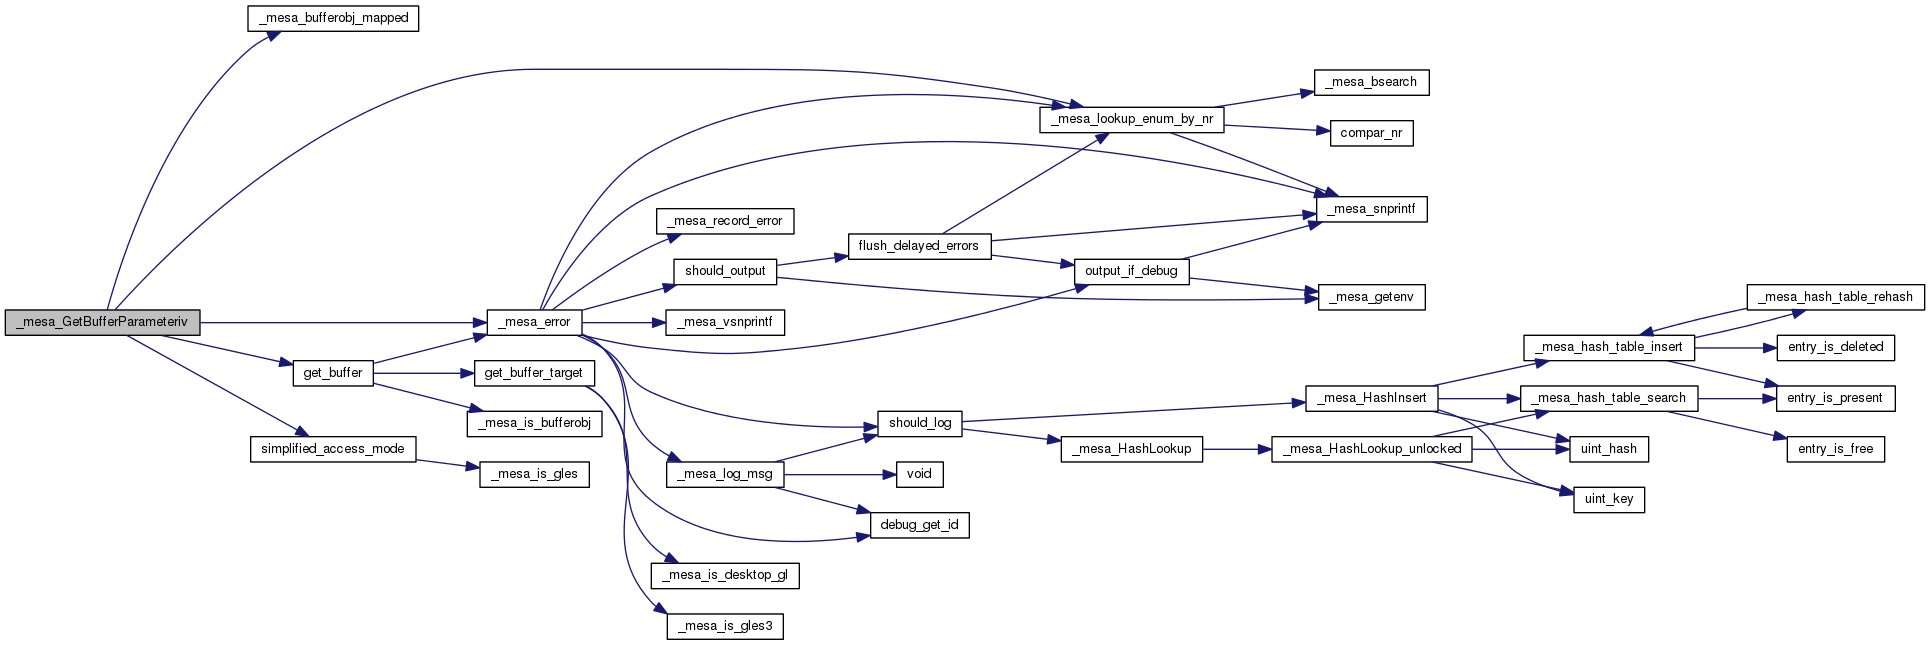 _mesa_bufferobj_mapped
_mesa_bsearch
_mesa_lookup_enum_by_nr
compar_nr
_mesa_record_error
_mesa_snprintf
flush_delayed_errors
should_output
output_if_debug
_mesa_getenv
_mesa_hash_table_rehash
_mesa_GetBufferParameteriv
_mesa_error
_mesa_vsnprintf
_mesa_hash_table_insert
entry_is_deleted
get_buffer
get_buffer_target
_mesa_HashInsert
_mesa_hash_table_search
entry_is_present
_mesa_is_bufferobj
should_log
simplified_access_mode
_mesa_HashLookup
_mesa_HashLookup_unlocked
uint_hash
entry_is_free
_mesa_is_gles
_mesa_log_msg
void
uint_key
debug_get_id
_mesa_is_desktop_gl
_mesa_is_gles3